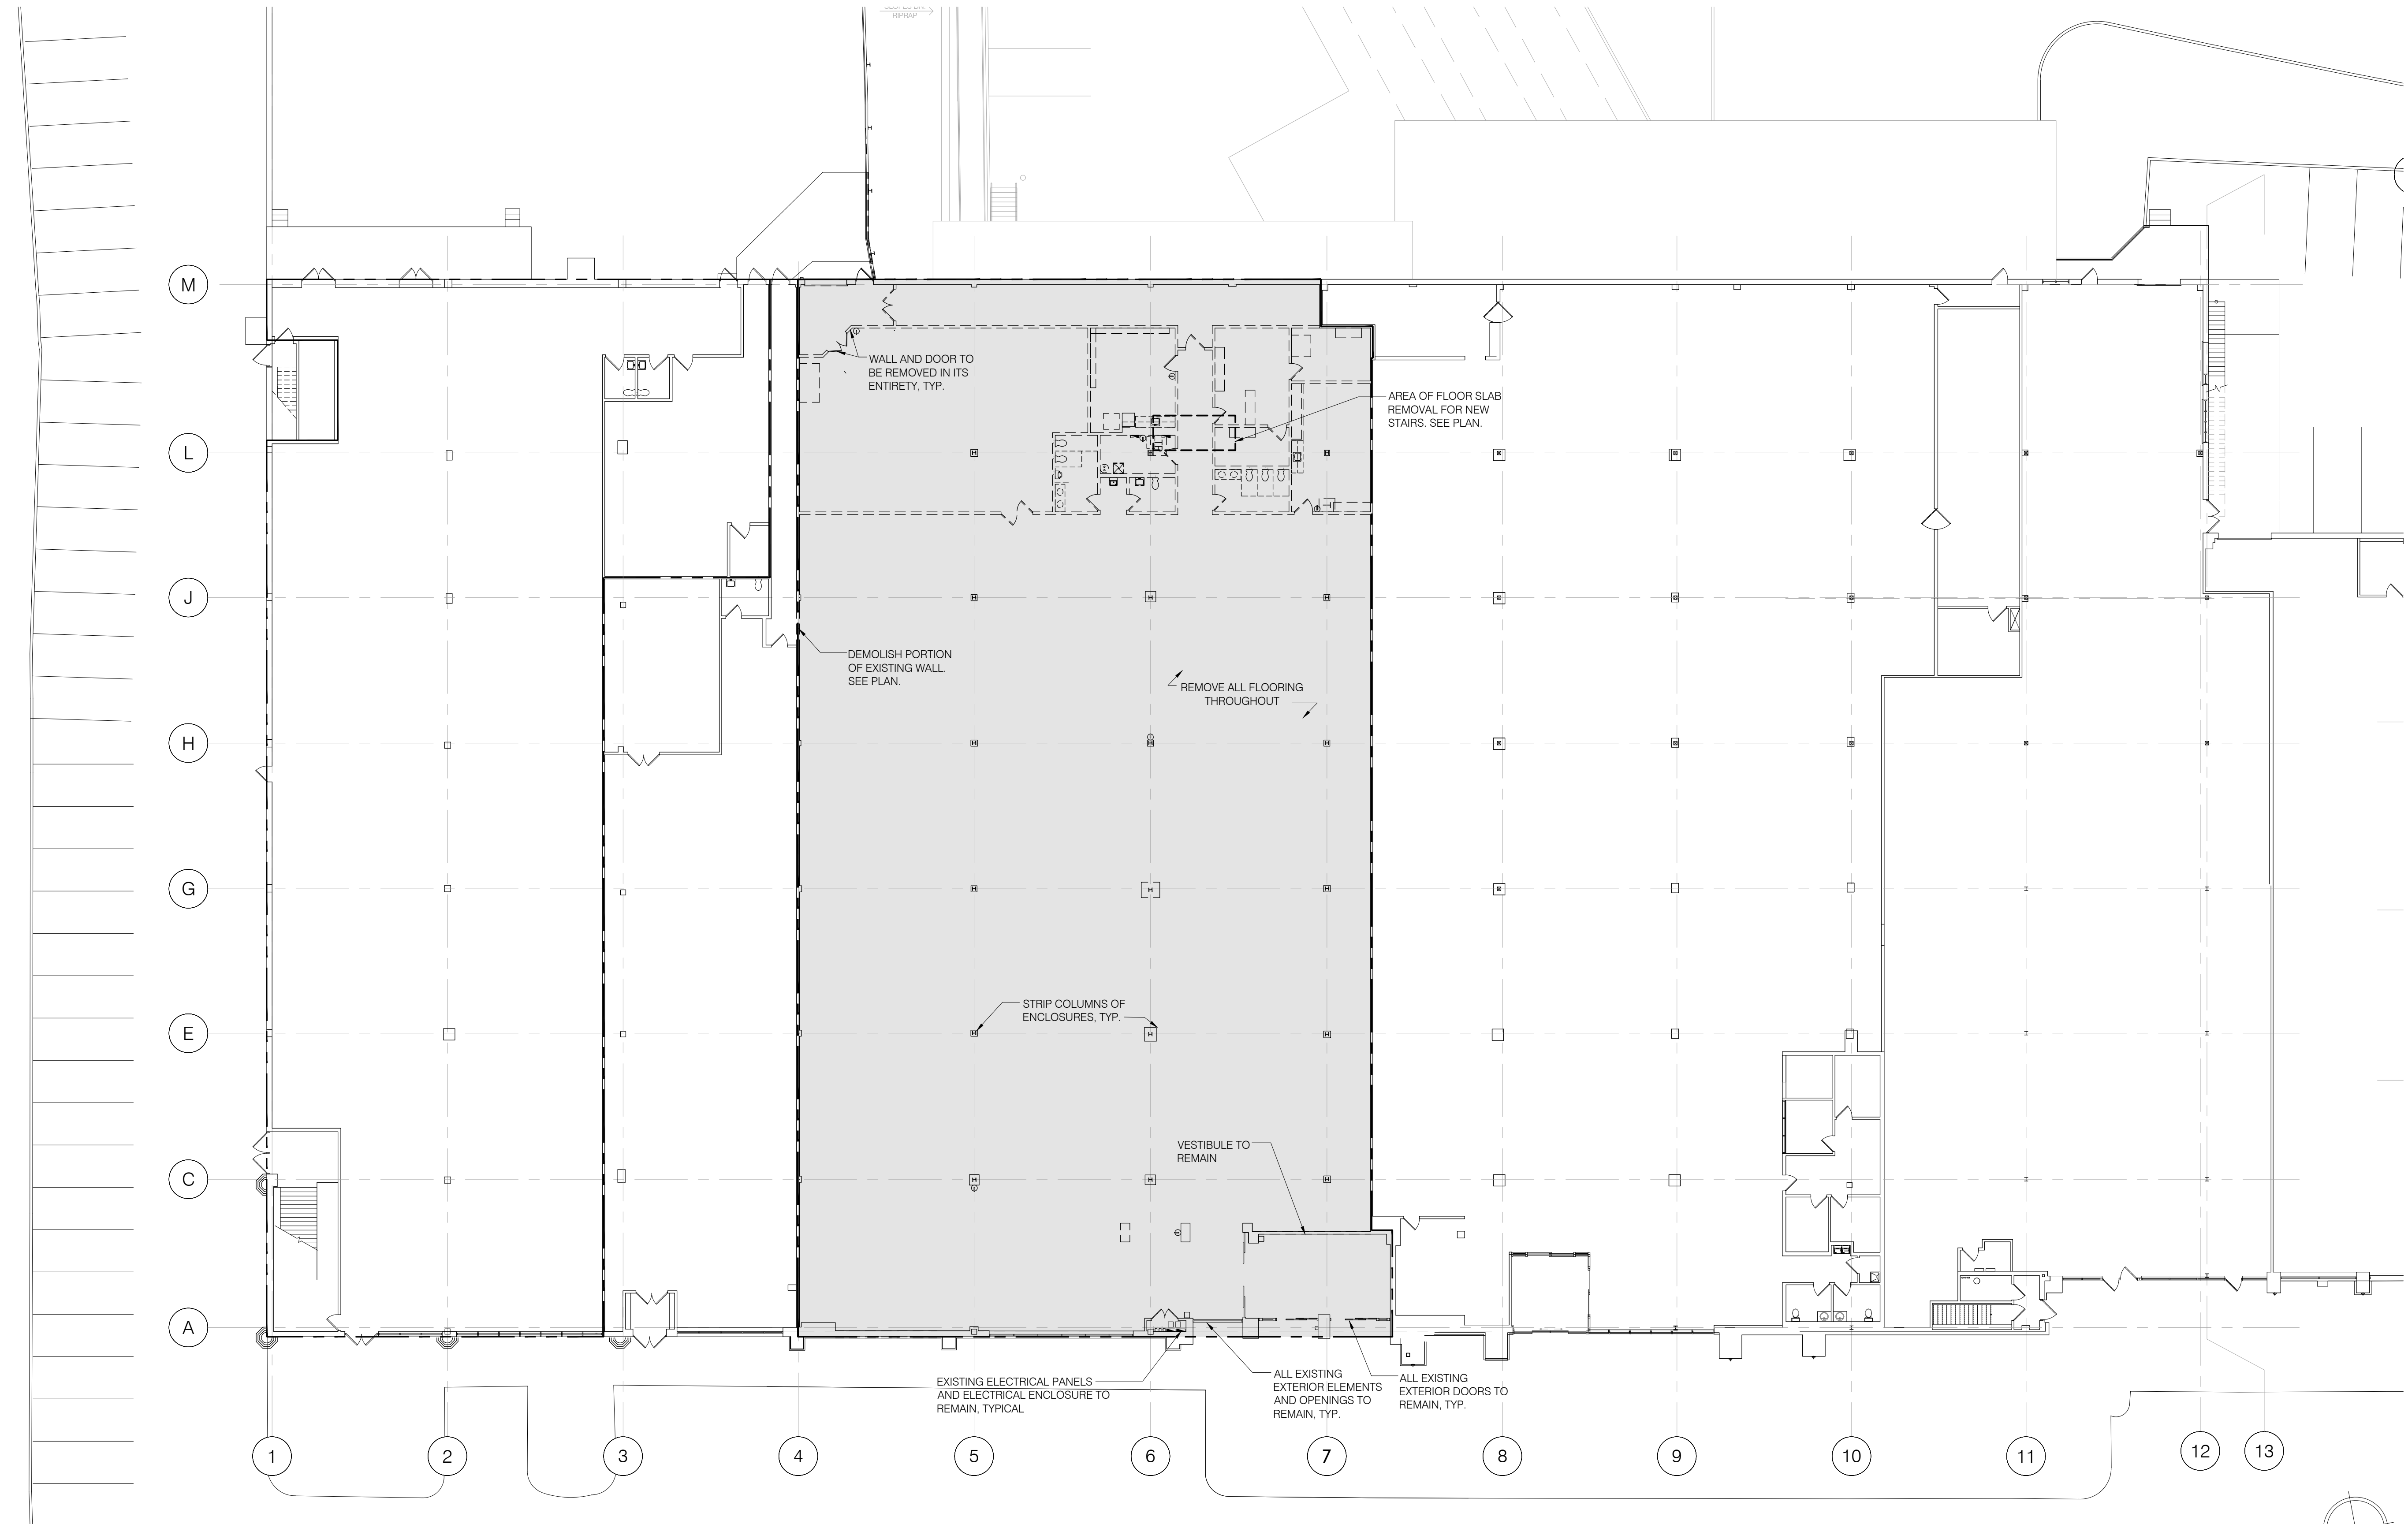 RIPRAP
M
WALL AND DOOR TO
BE REMOVED IN ITS
ENTIRETY, TYP.
AREA OF FLOOR SLAB
REMOVAL FOR NEW
STAIRS. SEE PLAN.
L
J
DEMOLISH PORTION
OF EXISTING WALL.
SEE PLAN.
REMOVE ALL FLOORING
THROUGHOUT
H
G
STRIP COLUMNS OF
ENCLOSURES, TYP.
E
VESTIBULE TO
REMAIN
C
A
EXISTING ELECTRICAL PANELS
AND ELECTRICAL ENCLOSURE TO
REMAIN, TYPICAL
ALL EXISTING
EXTERIOR ELEMENTS
AND OPENINGS TO
REMAIN, TYP.
ALL EXISTING
EXTERIOR DOORS TO
REMAIN, TYP.
1
2
3
4
5
6
7
8
9
10
11
12
13